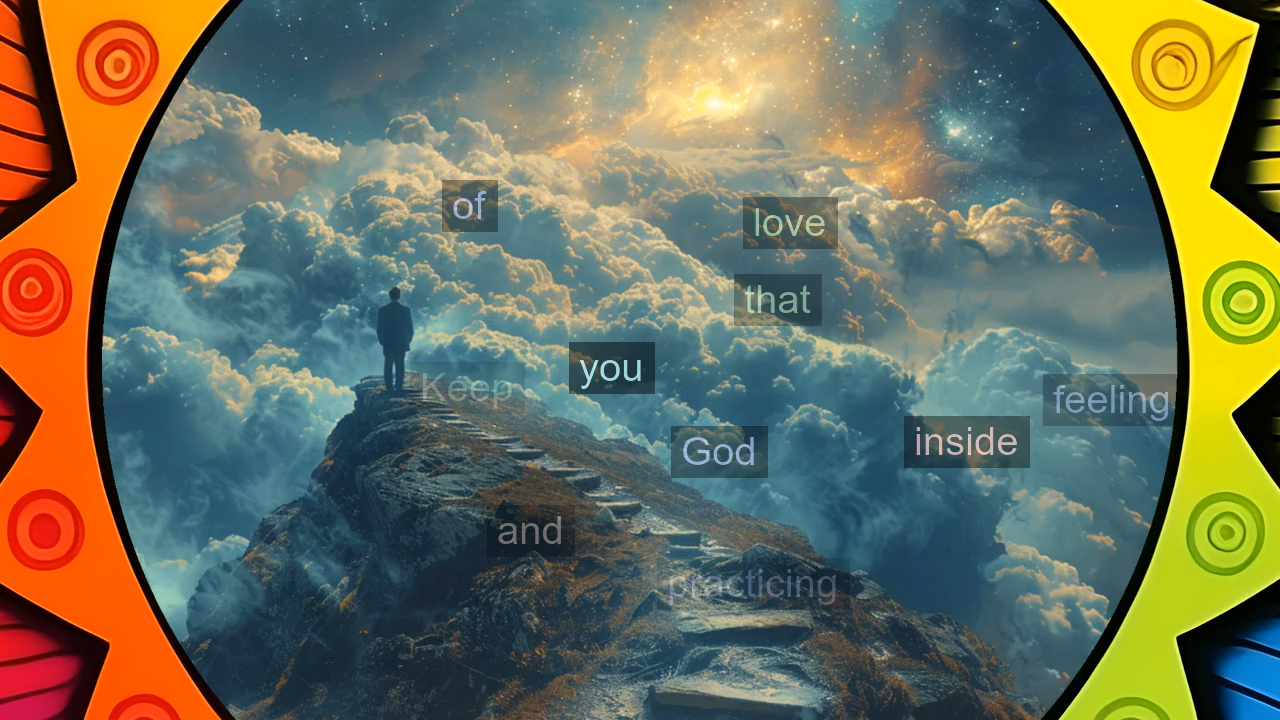 of
love
that
you
Keep
feeling
God
inside
and
practicing